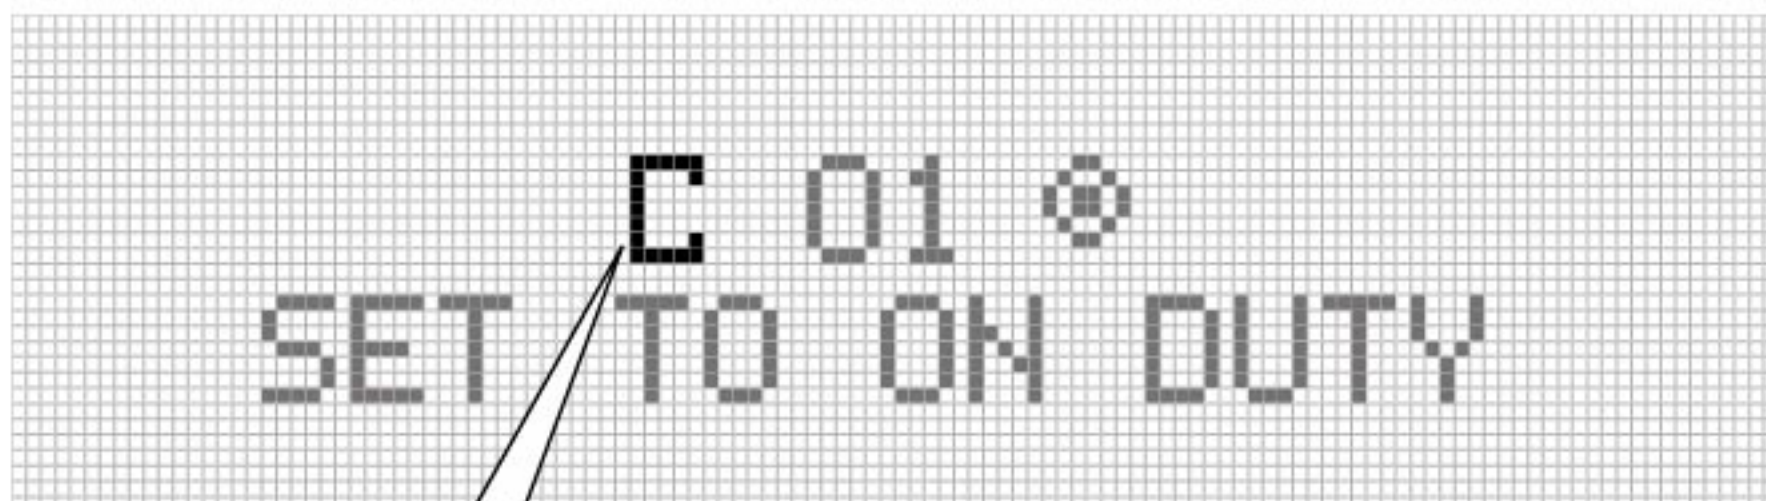 C 01 ⦿
SET TO ON DUTY